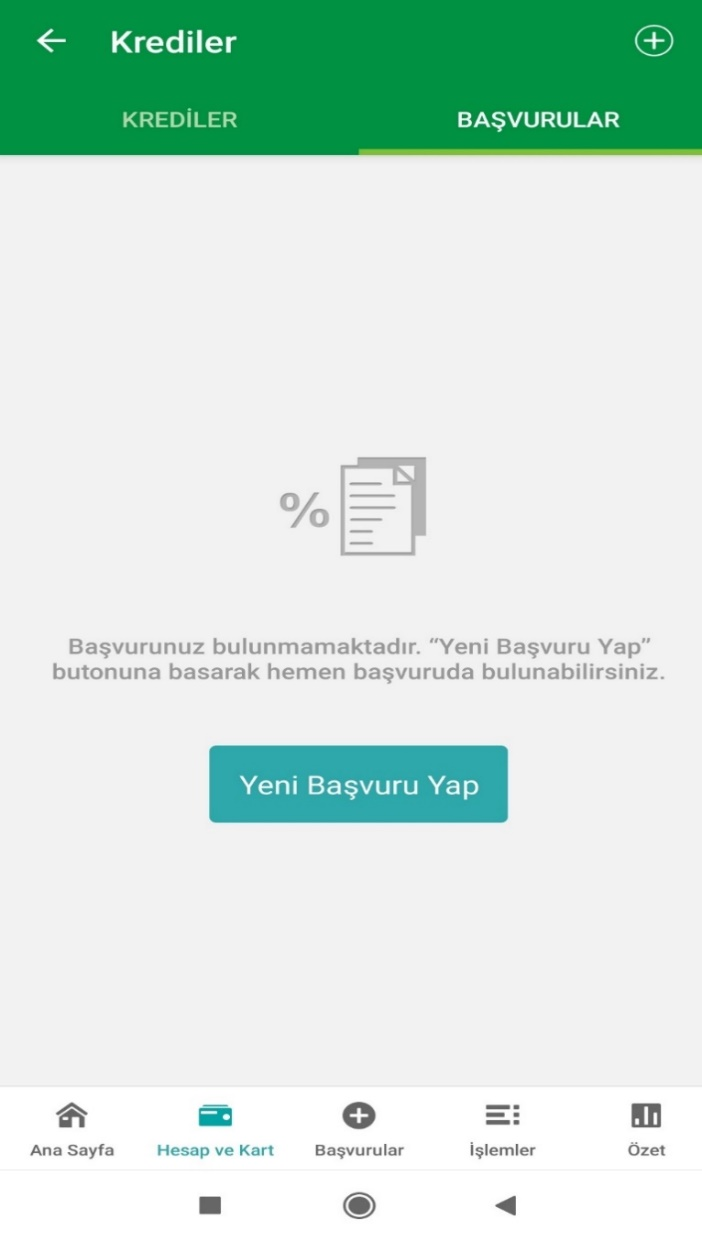 Krediler
KREDİLER
BAŞVURULAR
%
Başvurunuz bulunmamaktadır. “Yeni Başvuru Yap”
butonuna basarak hemen başvuruda bulunabilirsiniz.
Yeni Başvuru Yap
Ana Sayfa
Hesap ve Kart
Başvurular
İşlemler
Özet